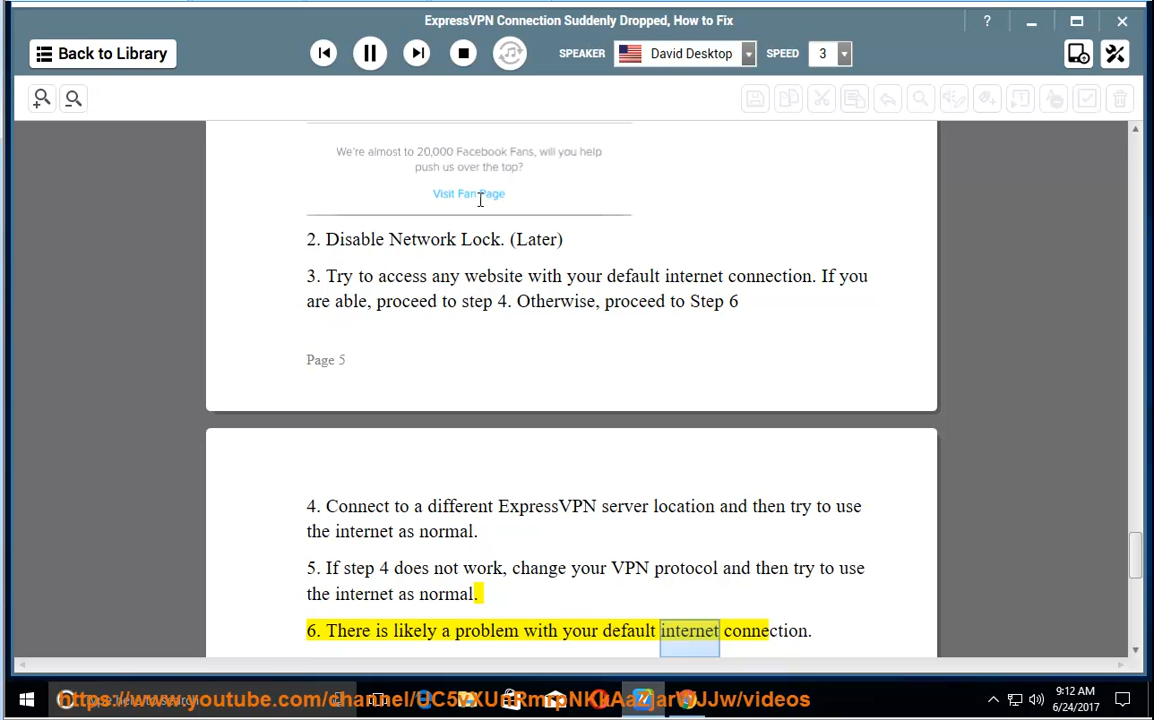 ExpressVPN Connection Suddenly Dropped, How to Fix
?
Back to Library
SPEAKER
David Desktop
SPEED
3
We're almost to 20,000 Facebook Fans, will you help
push us over the top?
Visit Fan Page
2. Disable Network Lock. (Later)
3. Try to access any website with your default internet connection. If you
are able, proceed to step 4. Otherwise, proceed to Step 6
Page 5
4. Connect to a different ExpressVPN server location and then try to use
the internet as normal.
5. If step 4 does not work, change your VPN protocol and then try to use
the internet as normal.
6. There is likely a problem with your default internet connection.
9:12 AM
6/24/2017